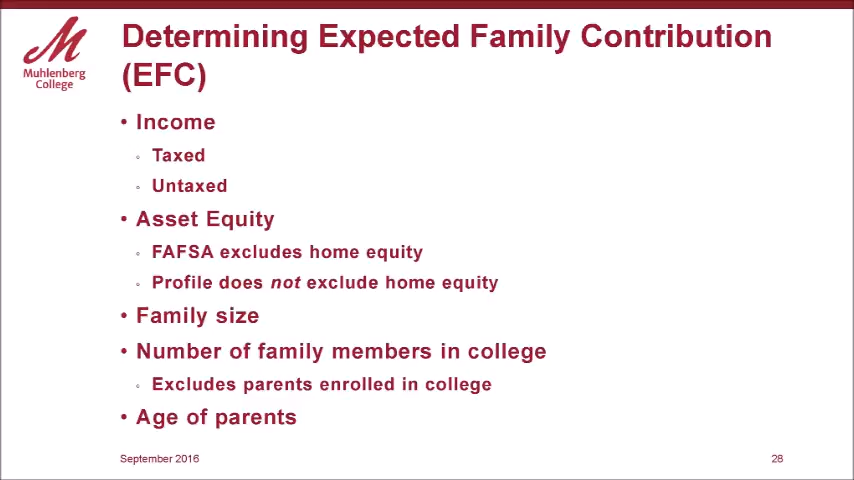 Muhlenberg
College
Determining Expected Family Contribution
(EFC)
• Income
◦ Taxed
◦ Untaxed
• Asset Equity
◦ FAFSA excludes home equity
◦ Profile does not exclude home equity
• Family size
• Number of family members in college
◦ Excludes parents enrolled in college
• Age of parents
September 2016
28